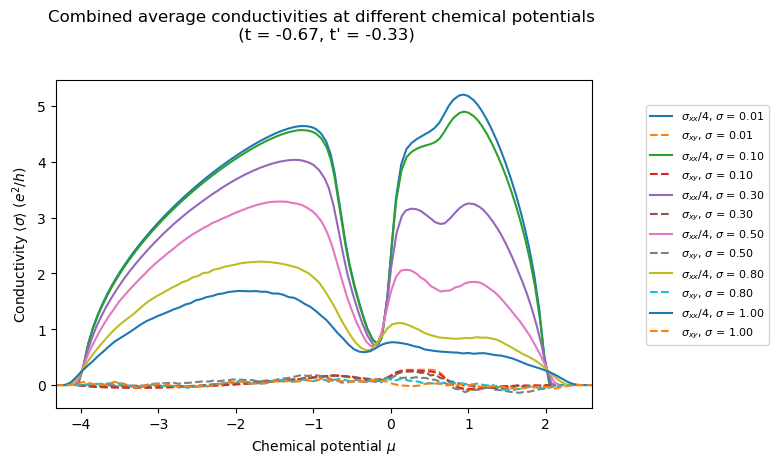 Combined average conductivities at different chemical potentials
(t = -0.67, t' = -0.33)
Conductivity ⟨σ⟩ (e²/h)
5
4
3
2
1
0
−4
−3
−2
−1
0
1
2
Chemical potential μ
σxx/4, σ = 0.01
σxy, σ = 0.01
σxx/4, σ = 0.10
σxy, σ = 0.10
σxx/4, σ = 0.30
σxy, σ = 0.30
σxx/4, σ = 0.50
σxy, σ = 0.50
σxx/4, σ = 0.80
σxy, σ = 0.80
σxx/4, σ = 1.00
σxy, σ = 1.00